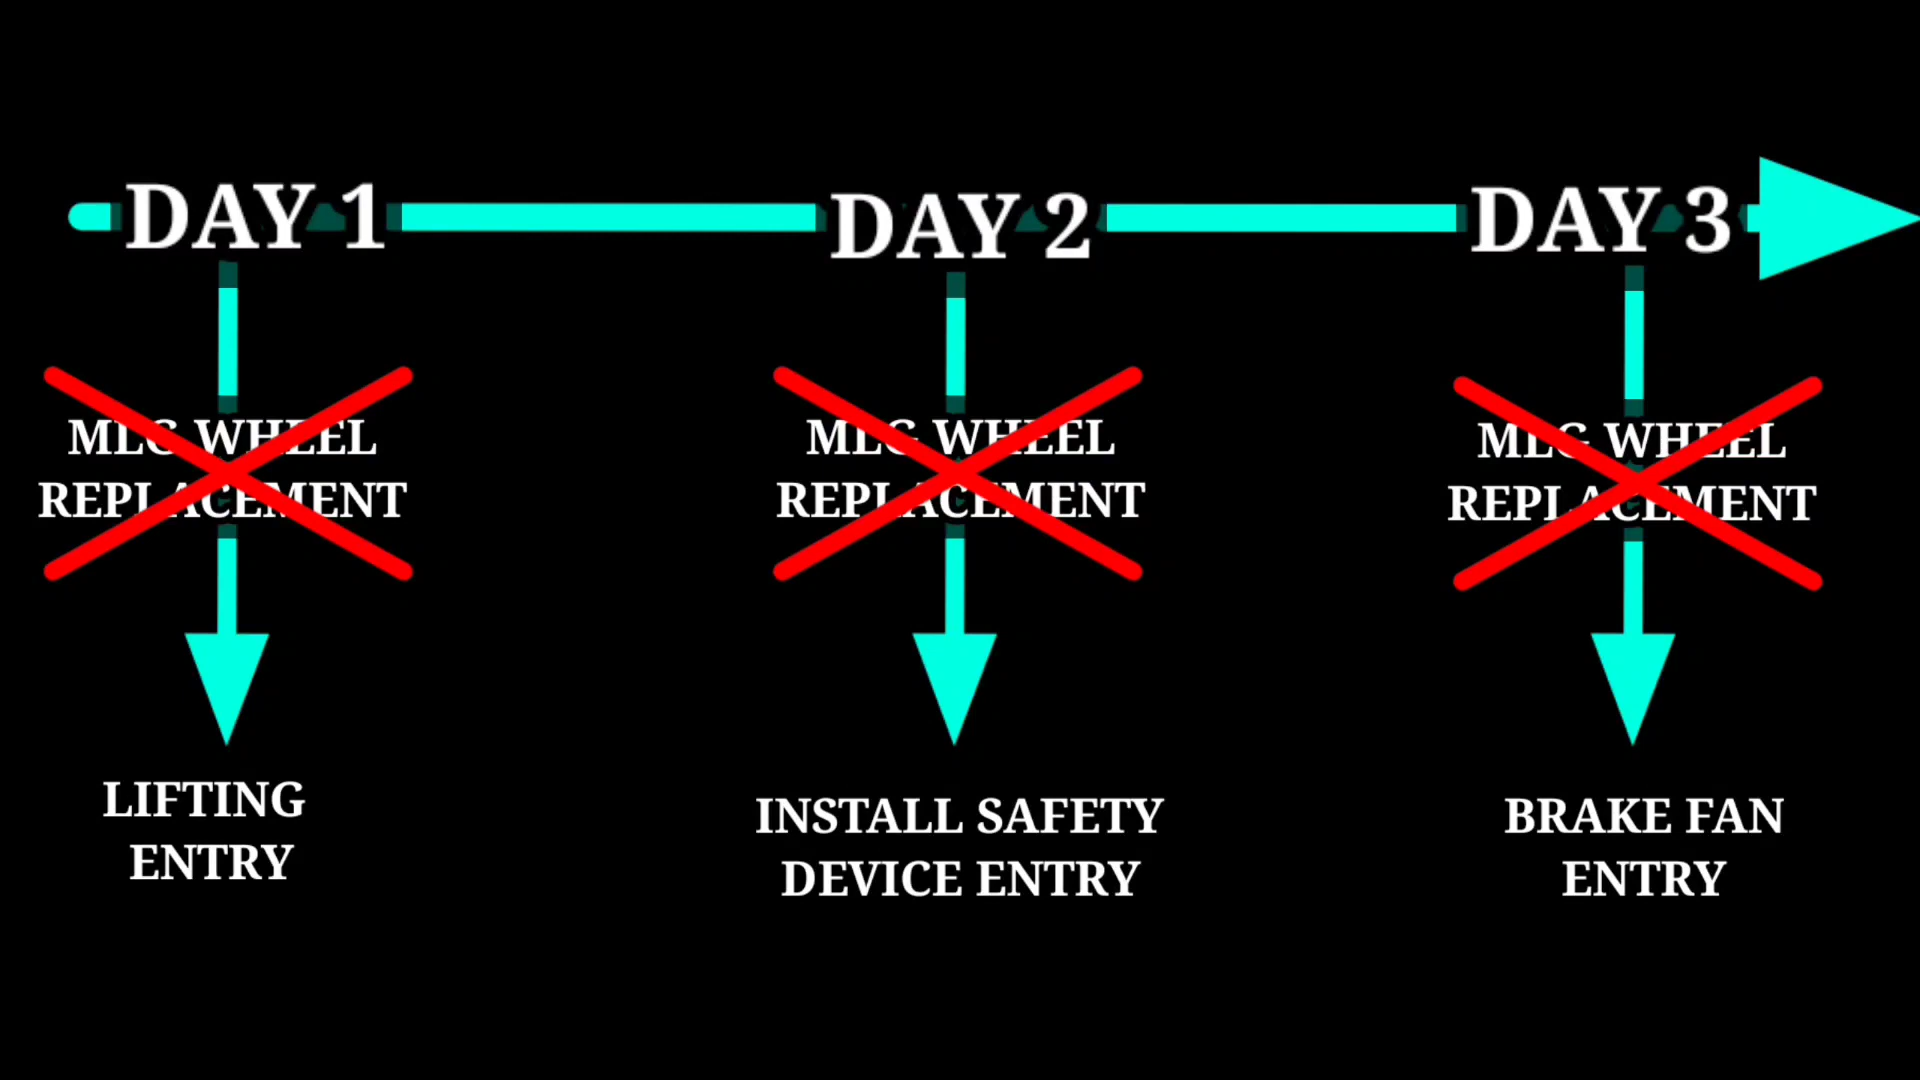 DAY 1
DAY 2
DAY 3
MLG WHEEL
REPLACEMENT
MLG WHEEL
REPLACEMENT
MLG WHEEL
REPLACEMENT
LIFTING
ENTRY
INSTALL SAFETY
DEVICE ENTRY
BRAKE FAN
ENTRY